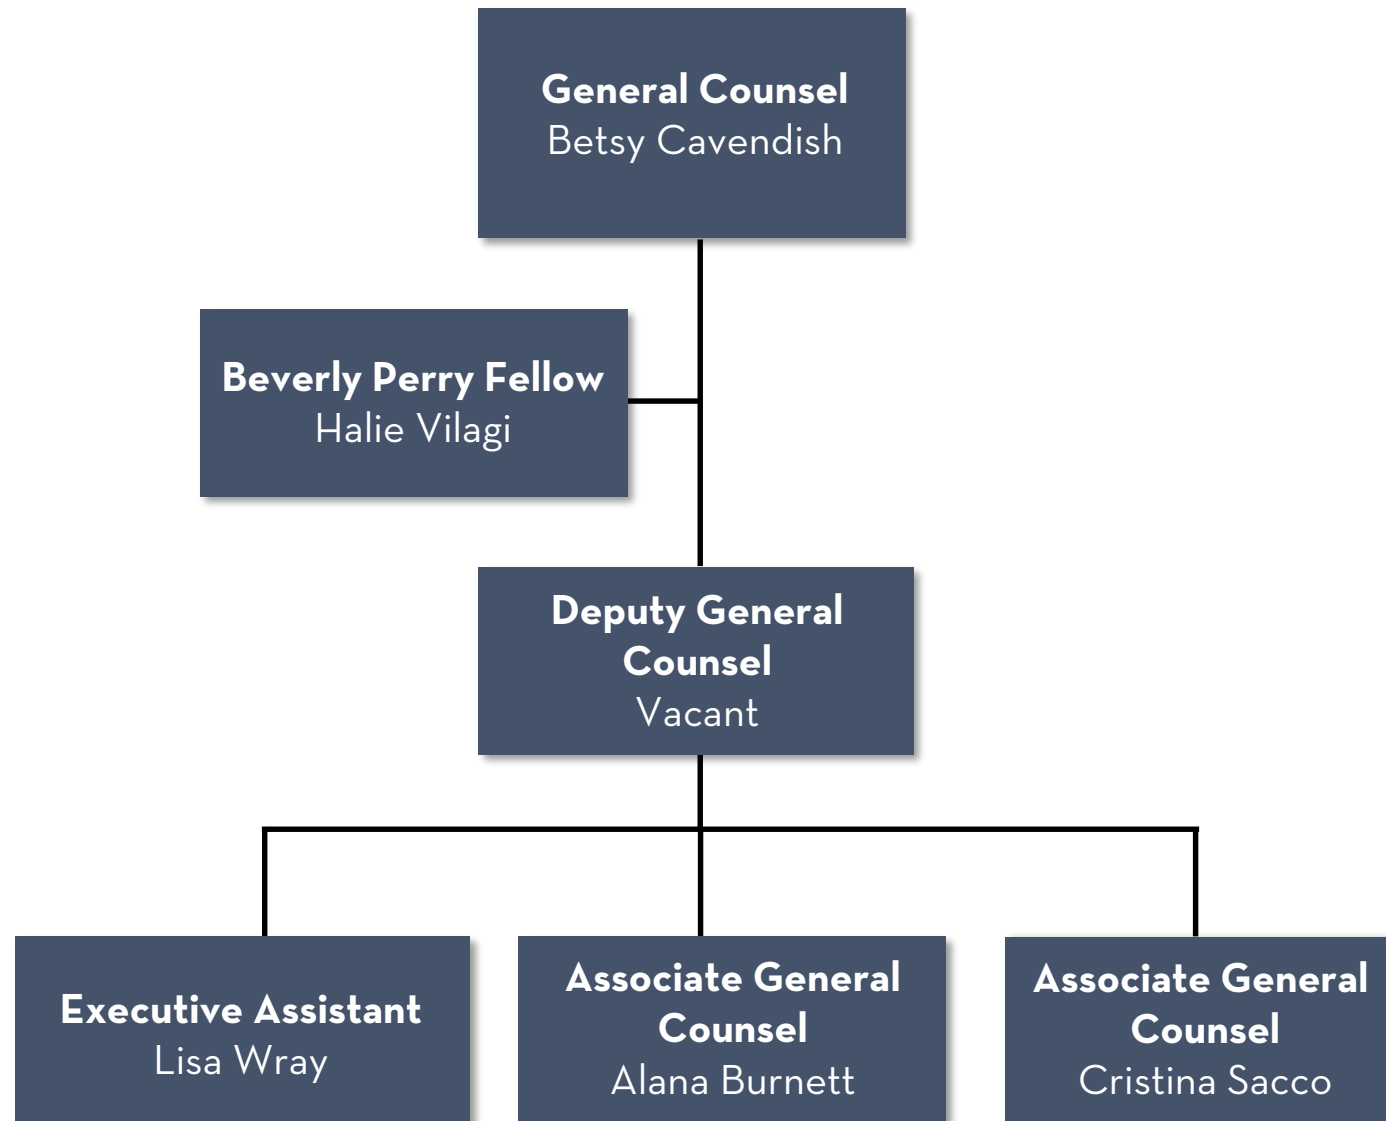 General Counsel
Betsy Cavendish
Beverly Perry Fellow
Halie Vilagi
Deputy General
Counsel
Vacant
Executive Assistant
Lisa Wray
Associate General
Counsel
Alana Burnett
Associate General
Counsel
Cristina Sacco